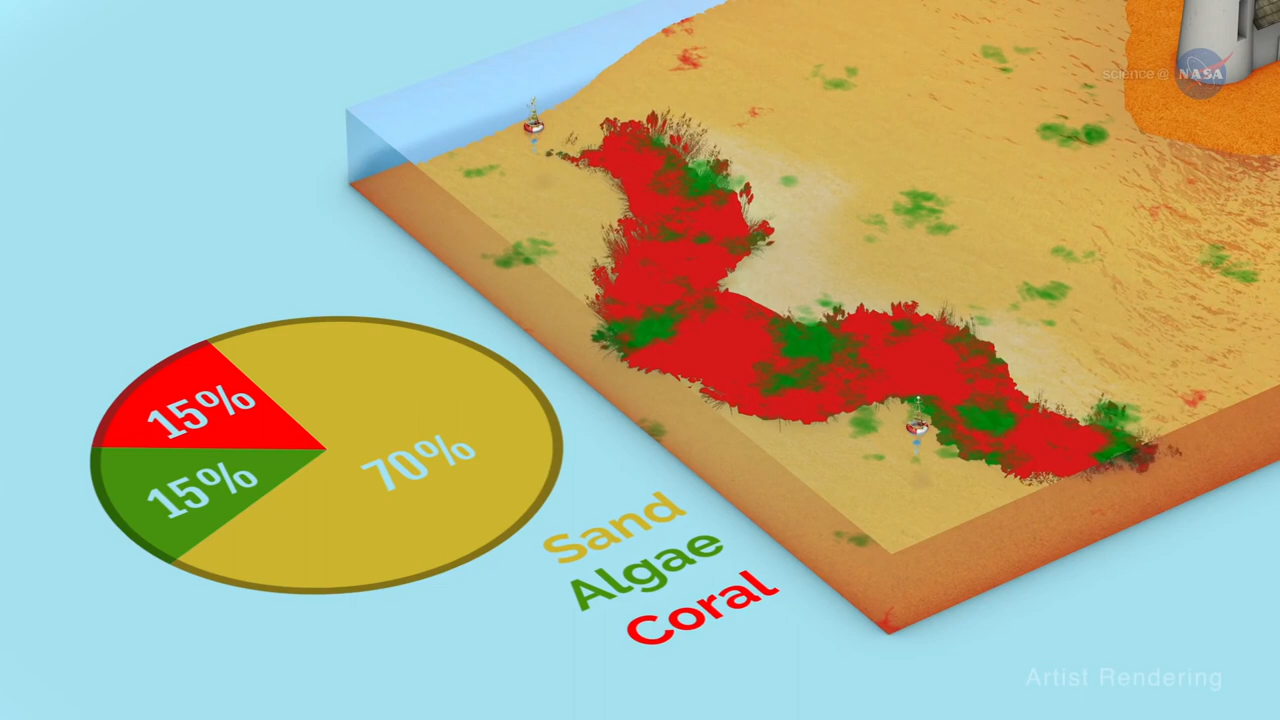 science@ NASA
15%
70%
15%
Sand
Algae
Coral
Artist Rendering